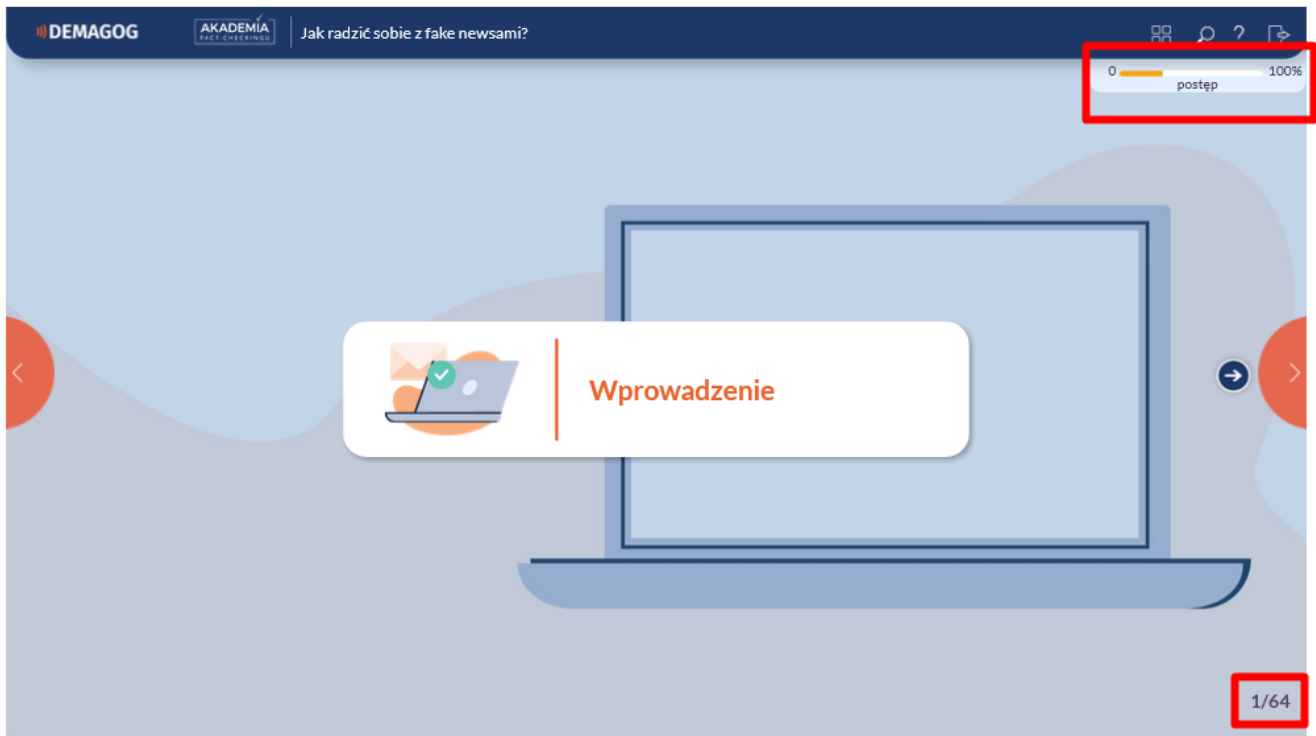 DEMAGOG
AKADEMIA
FACT-CHECKINGU
Jak radzić sobie z fake newsami?
?
0
100%
postęp
Wprowadzenie
1/64